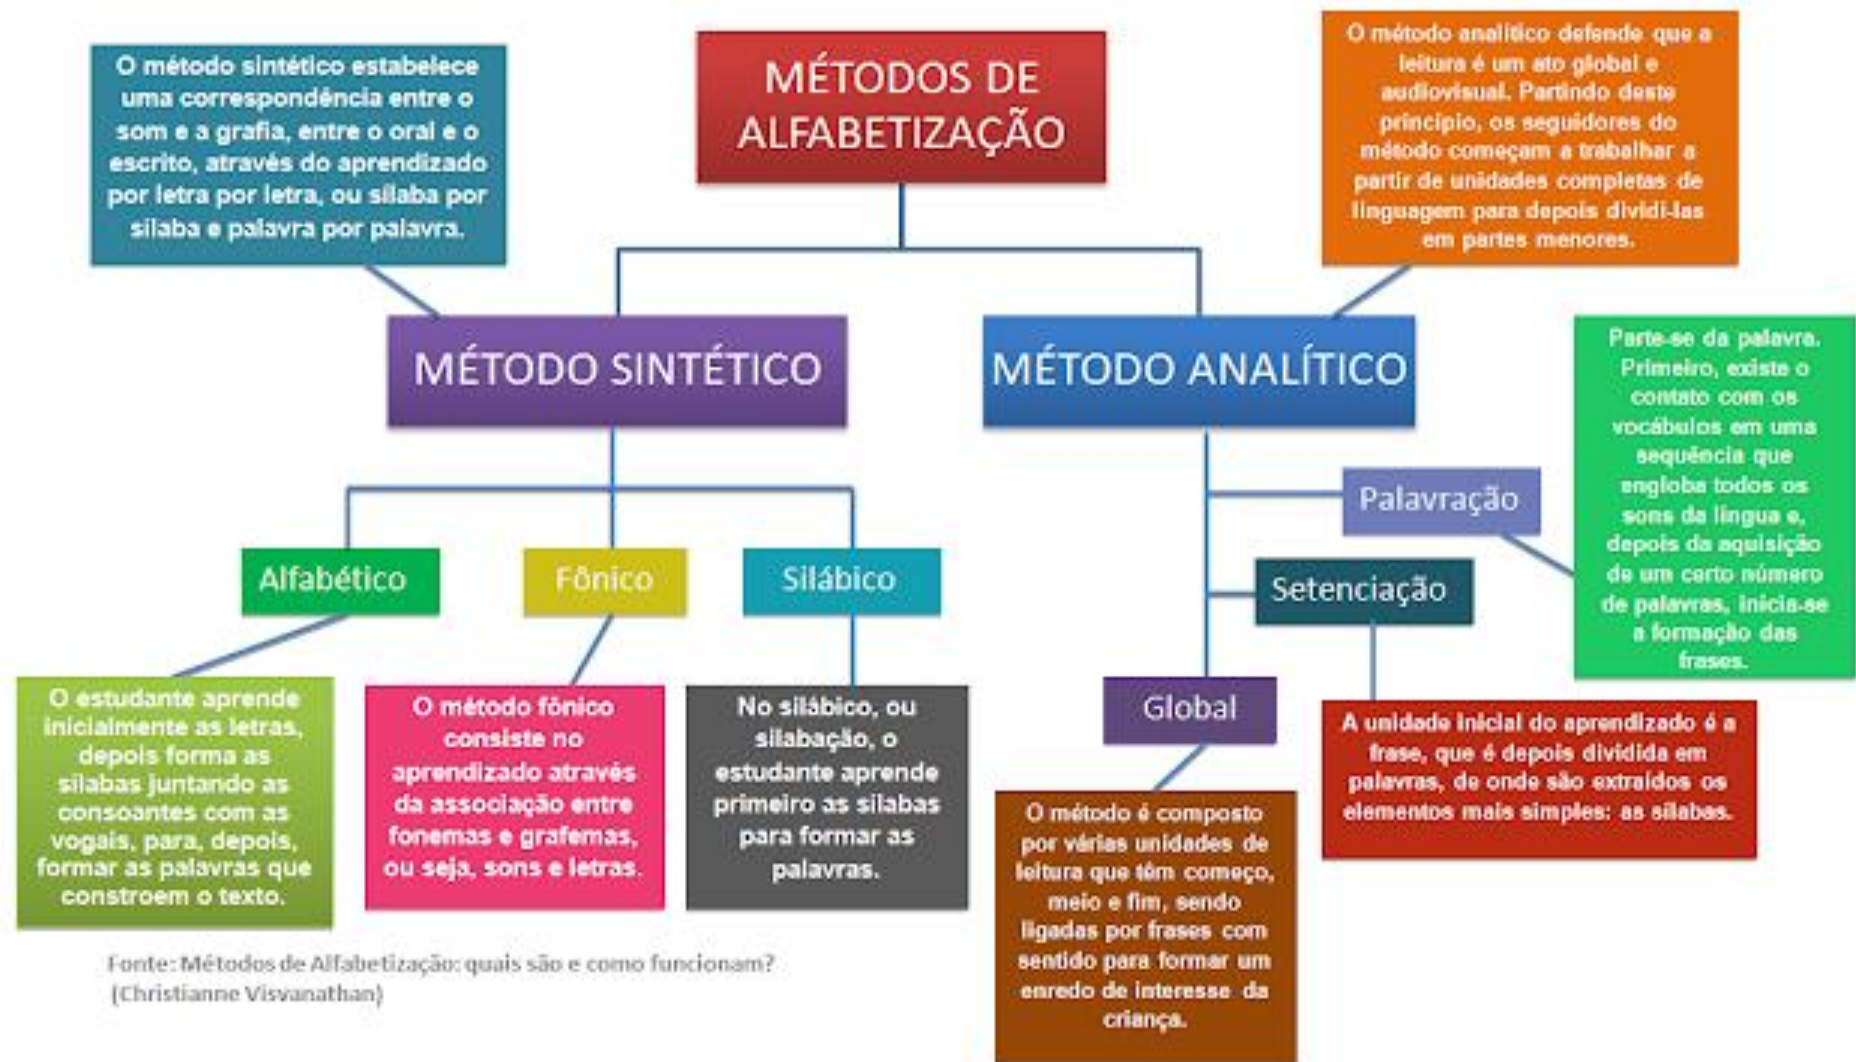 MÉTODOS DE
ALFABETIZAÇÃO
O método sintético estabelece
uma correspondência entre o
som e a grafia, entre o oral e o
escrito, através do aprendizado
por letra por letra, ou sílaba por
sílaba e palavra por palavra.
O método analítico defende que a
leitura é um ato global e
audiovisual. Partindo deste
princípio, os seguidores do
método começam a trabalhar a
partir de unidades completas de
linguagem para depois dividi-las
em partes menores.
MÉTODO SINTÉTICO
MÉTODO ANALÍTICO
Alfabético
Fônico
Silábico
O estudante aprende
inicialmente as letras,
depois forma as
sílabas juntando as
consoantes com as
vogais, para, depois,
formar as palavras que
constroem o texto.
O método fônico
consiste no
aprendizado através
da associação entre
fonemas e grafemas,
ou seja, sons e letras.
No silábico, ou
silabação, o
estudante aprende
primeiro as sílabas
para formar as
palavras.
Palavração
Parte-se da palavra.
Primeiro, existe o
contato com os
vocábulos em uma
sequência que
engloba todos os
sons da língua e,
depois da aquisição
de um certo número
de palavras, inicia-se
a formação das
frases.
Setenciação
A unidade inicial do aprendizado é a
frase, que é depois dividida em
palavras, de onde são extraídos os
elementos mais simples: as sílabas.
Global
O método é composto
por várias unidades de
leitura que têm começo,
meio e fim, sendo
ligadas por frases com
sentido para formar um
enredo de interesse da
criança.
Fonte: Métodos de Alfabetização: quais são e como funcionam?
(Christianne Visvanathan)